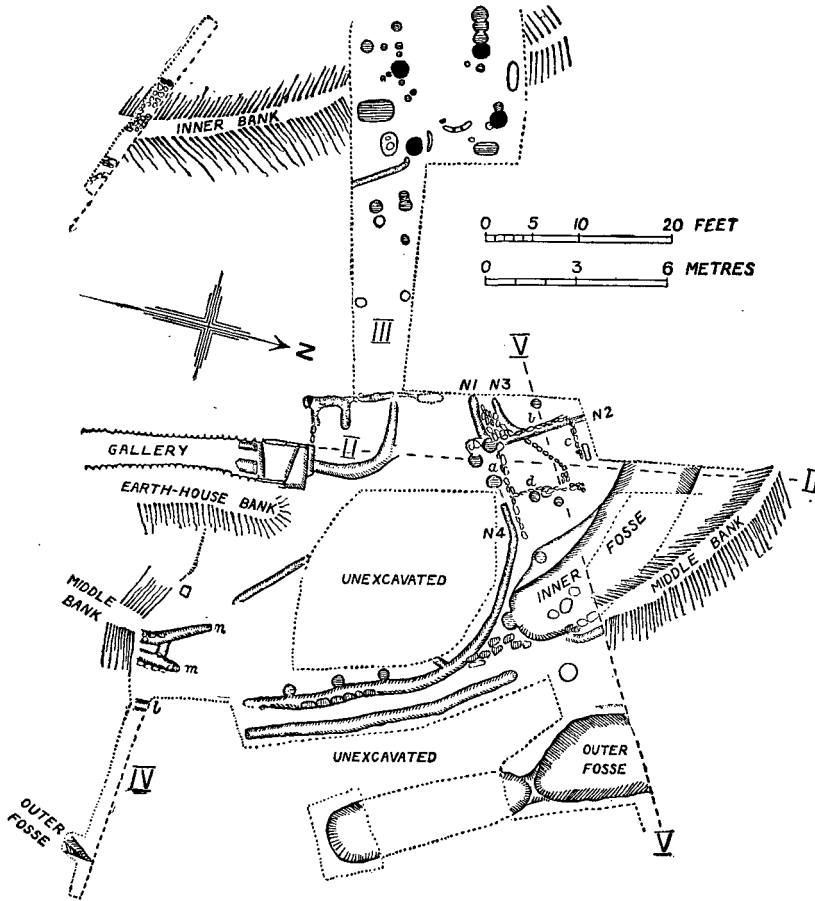 INNER BANK
0 5 10 20 FEET
0 3 6 METRES
N
III
V
N1 N3
N2
l
c
a
d
II
GALLERY
EARTH-HOUSE BANK
II
N4
UNEXCAVATED
INNER FOSSE
MIDDLE BANK
MIDDLE
BANK
n
m
l
IV
UNEXCAVATED
OUTER
FOSSE
OUTER
FOSSE
V